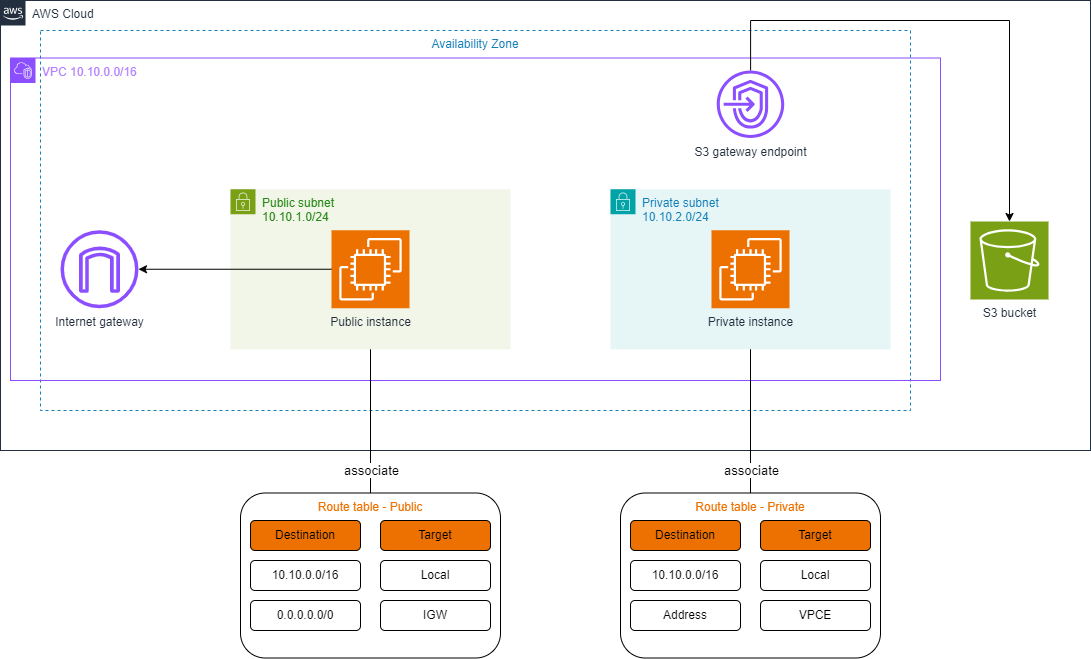 aws
AWS Cloud
Availability Zone
VPC 10.10.0.0/16
S3 gateway endpoint
Public subnet
10.10.1.0/24
Private subnet
10.10.2.0/24
Internet gateway
Public instance
Private instance
S3 bucket
associate
associate
Route table - Public
Destination
Target
10.10.0.0/16
Local
0.0.0.0.0/0
IGW
Route table - Private
Destination
Target
10.10.0.0/16
Local
Address
VPCE